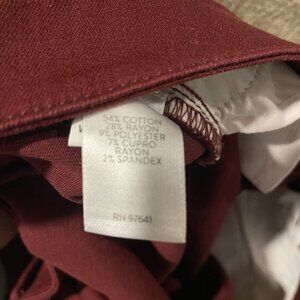 54% COTTON
28% RAYON
9% POLYESTER
7% CUPRO
RAYON
2% SPANDEX
RN 97641